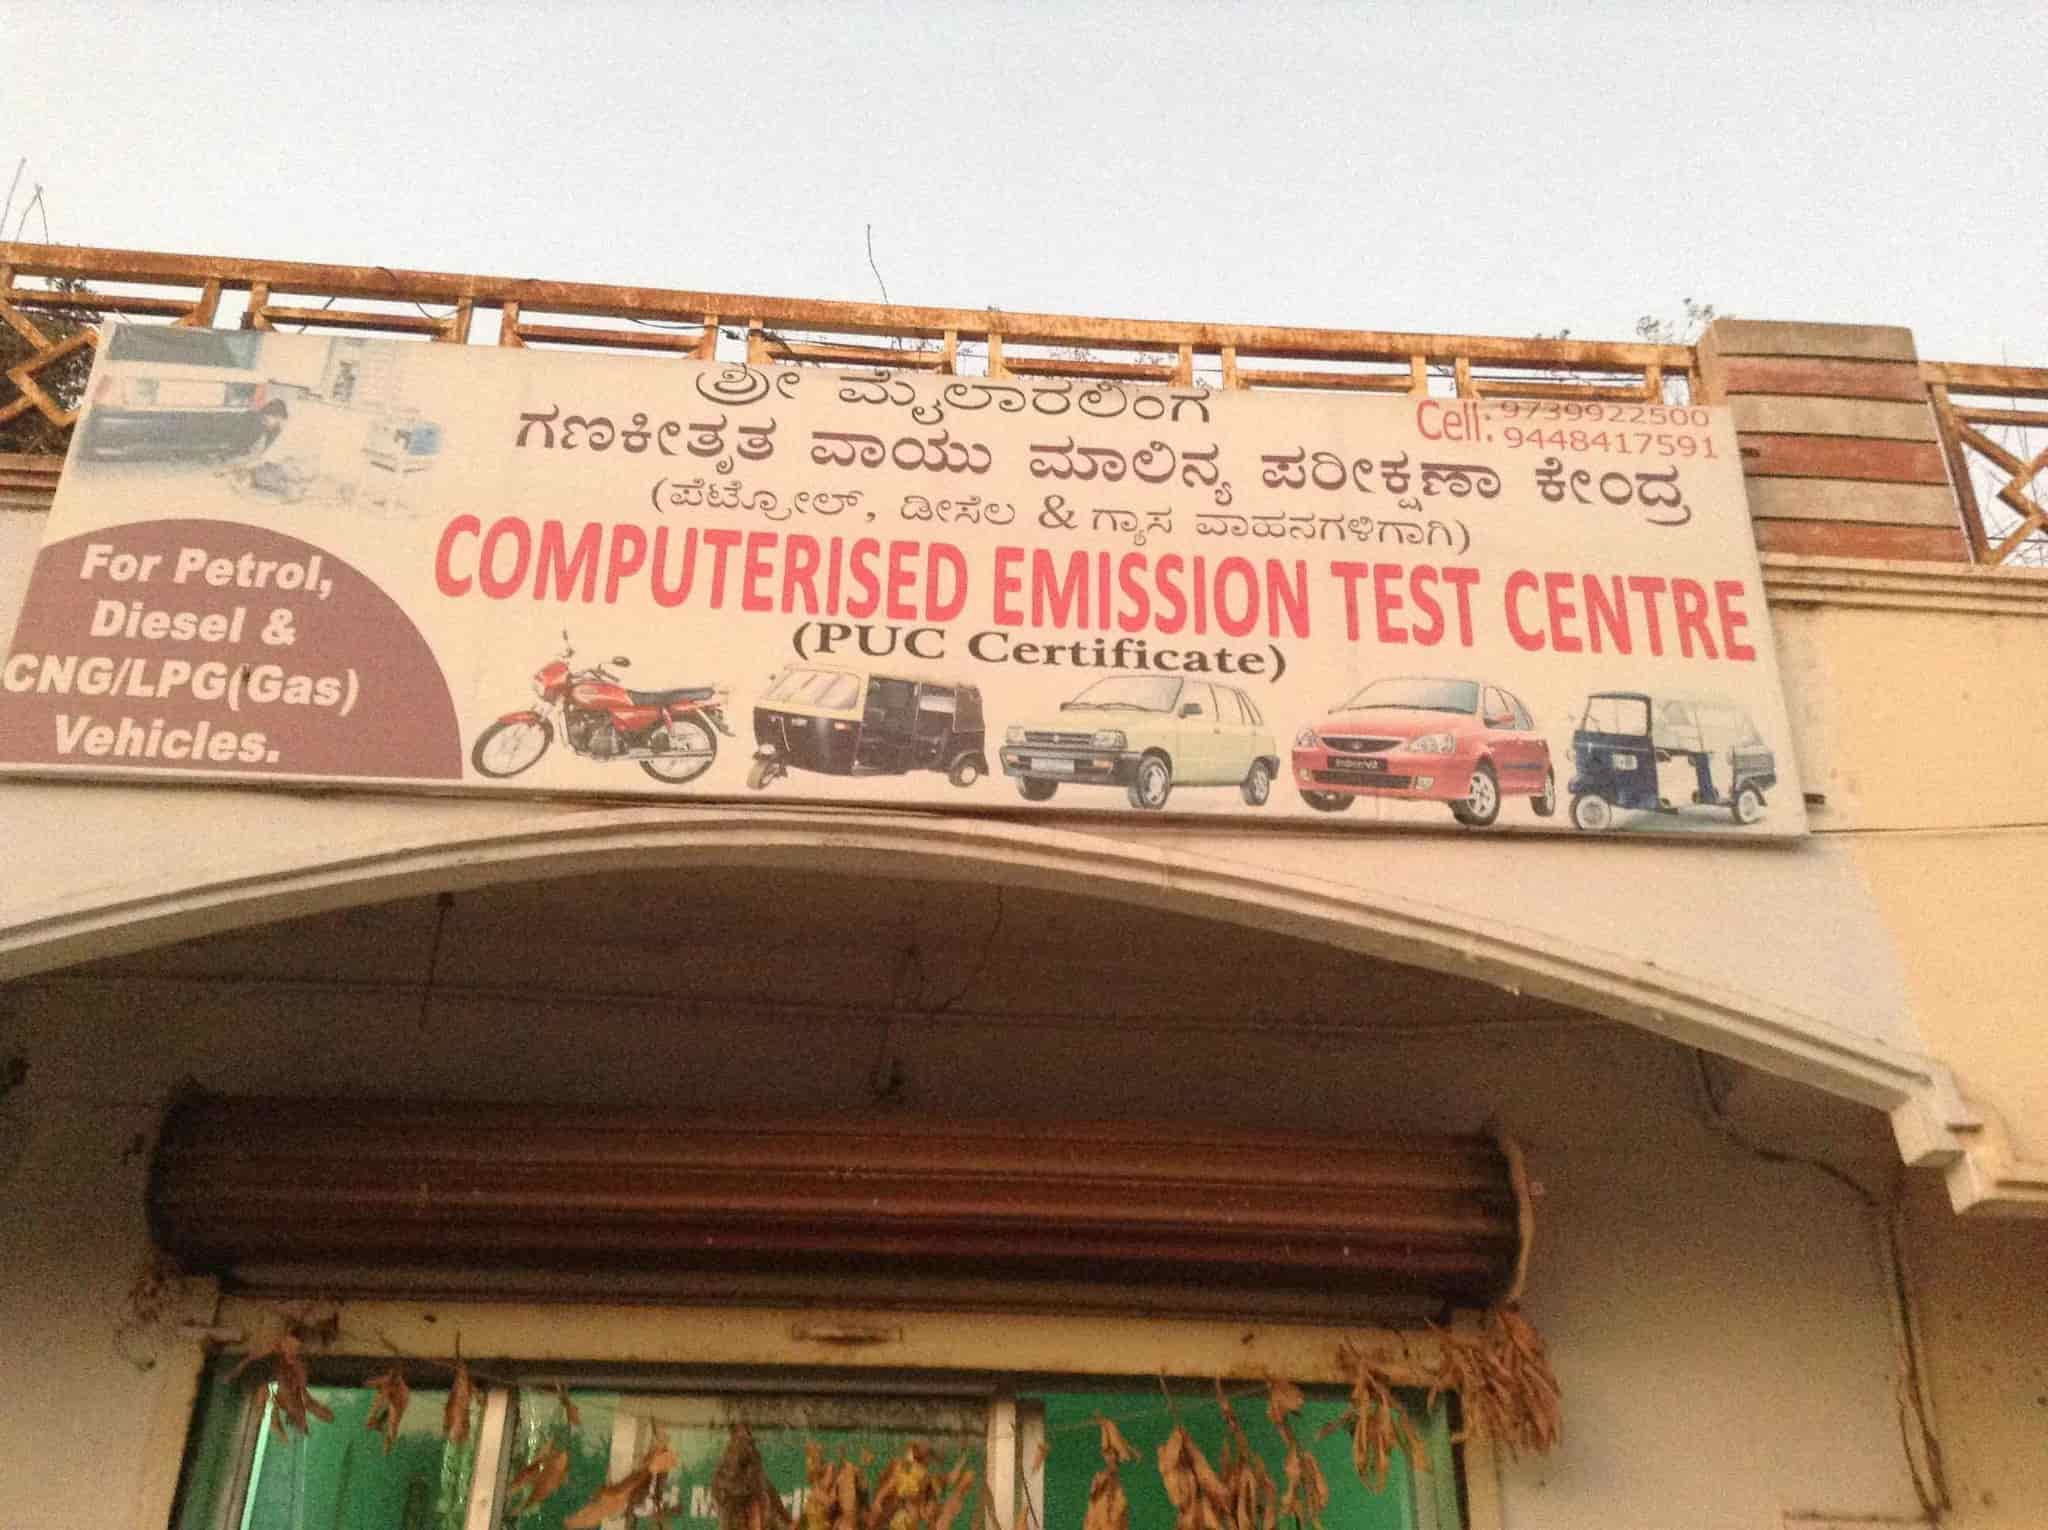 ಶ್ರೀ ಮೈಲಾರಲಿಂಗ
Cell: 9739922500
9448417591
ಗಣಕೀತೃತ ವಾಯು ಮಾಲಿನ್ಯ ಪರೀಕ್ಷಣಾ ಕೇಂದ್ರ
(ಪೆಟ್ರೋಲ್, ಡೀಸೆಲ & ಗ್ಯಾಸ ವಾಹನಗಳಿಗಾಗಿ)
COMPUTERISED EMISSION TEST CENTRE
(PUC Certificate)
For Petrol,
Diesel &
CNG/LPG(Gas)
Vehicles.